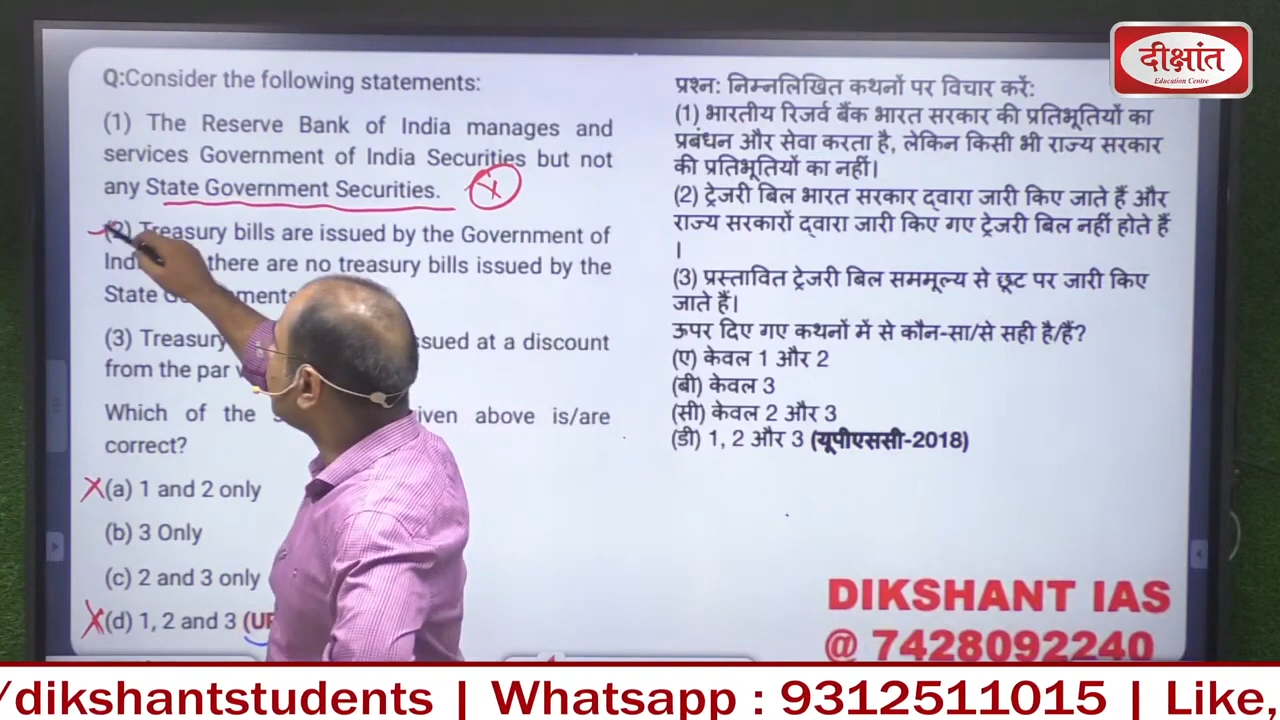 दीक्षांत
Education Centre
Q:Consider the following statements:
(1) The Reserve Bank of India manages and
services Government of India Securities but not
any State Government Securities.
(2) Treasury bills are issued by the Government of
there are no treasury bills issued by the
State
(3) Treasury ssued at a discount
from the par
Which of the iven above is/are
correct?
(a) 1 and 2 only
(b) 3 Only
(c) 2 and 3 only
(d) 1, 2 and 3 (UP
प्रश्न: निम्नलिखित कथनों पर विचार करें:
(1) भारतीय रिजर्व बैंक भारत सरकार की प्रतिभूतियों का
प्रबंधन और सेवा करता है, लेकिन किसी भी राज्य सरकार
की प्रतिभूतियों का नहीं।
(2) ट्रेजरी बिल भारत सरकार द्वारा जारी किए जाते हैं और
राज्य सरकारों द्वारा जारी किए गए ट्रेजरी बिल नहीं होते हैं
।
(3) प्रस्तावित ट्रेजरी बिल सममूल्य से छूट पर जारी किए
जाते हैं।
ऊपर दिए गए कथनों में से कौन-सा/से सही है/हैं?
(ए) केवल 1 और 2
(बी) केवल 3
(सी) केवल 2 और 3
(डी) 1, 2 और 3 (यूपीएससी-2018)
DIKSHANT IAS
@ 7428092240
/dikshantstudents | Whatsapp : 9312511015 | Like,